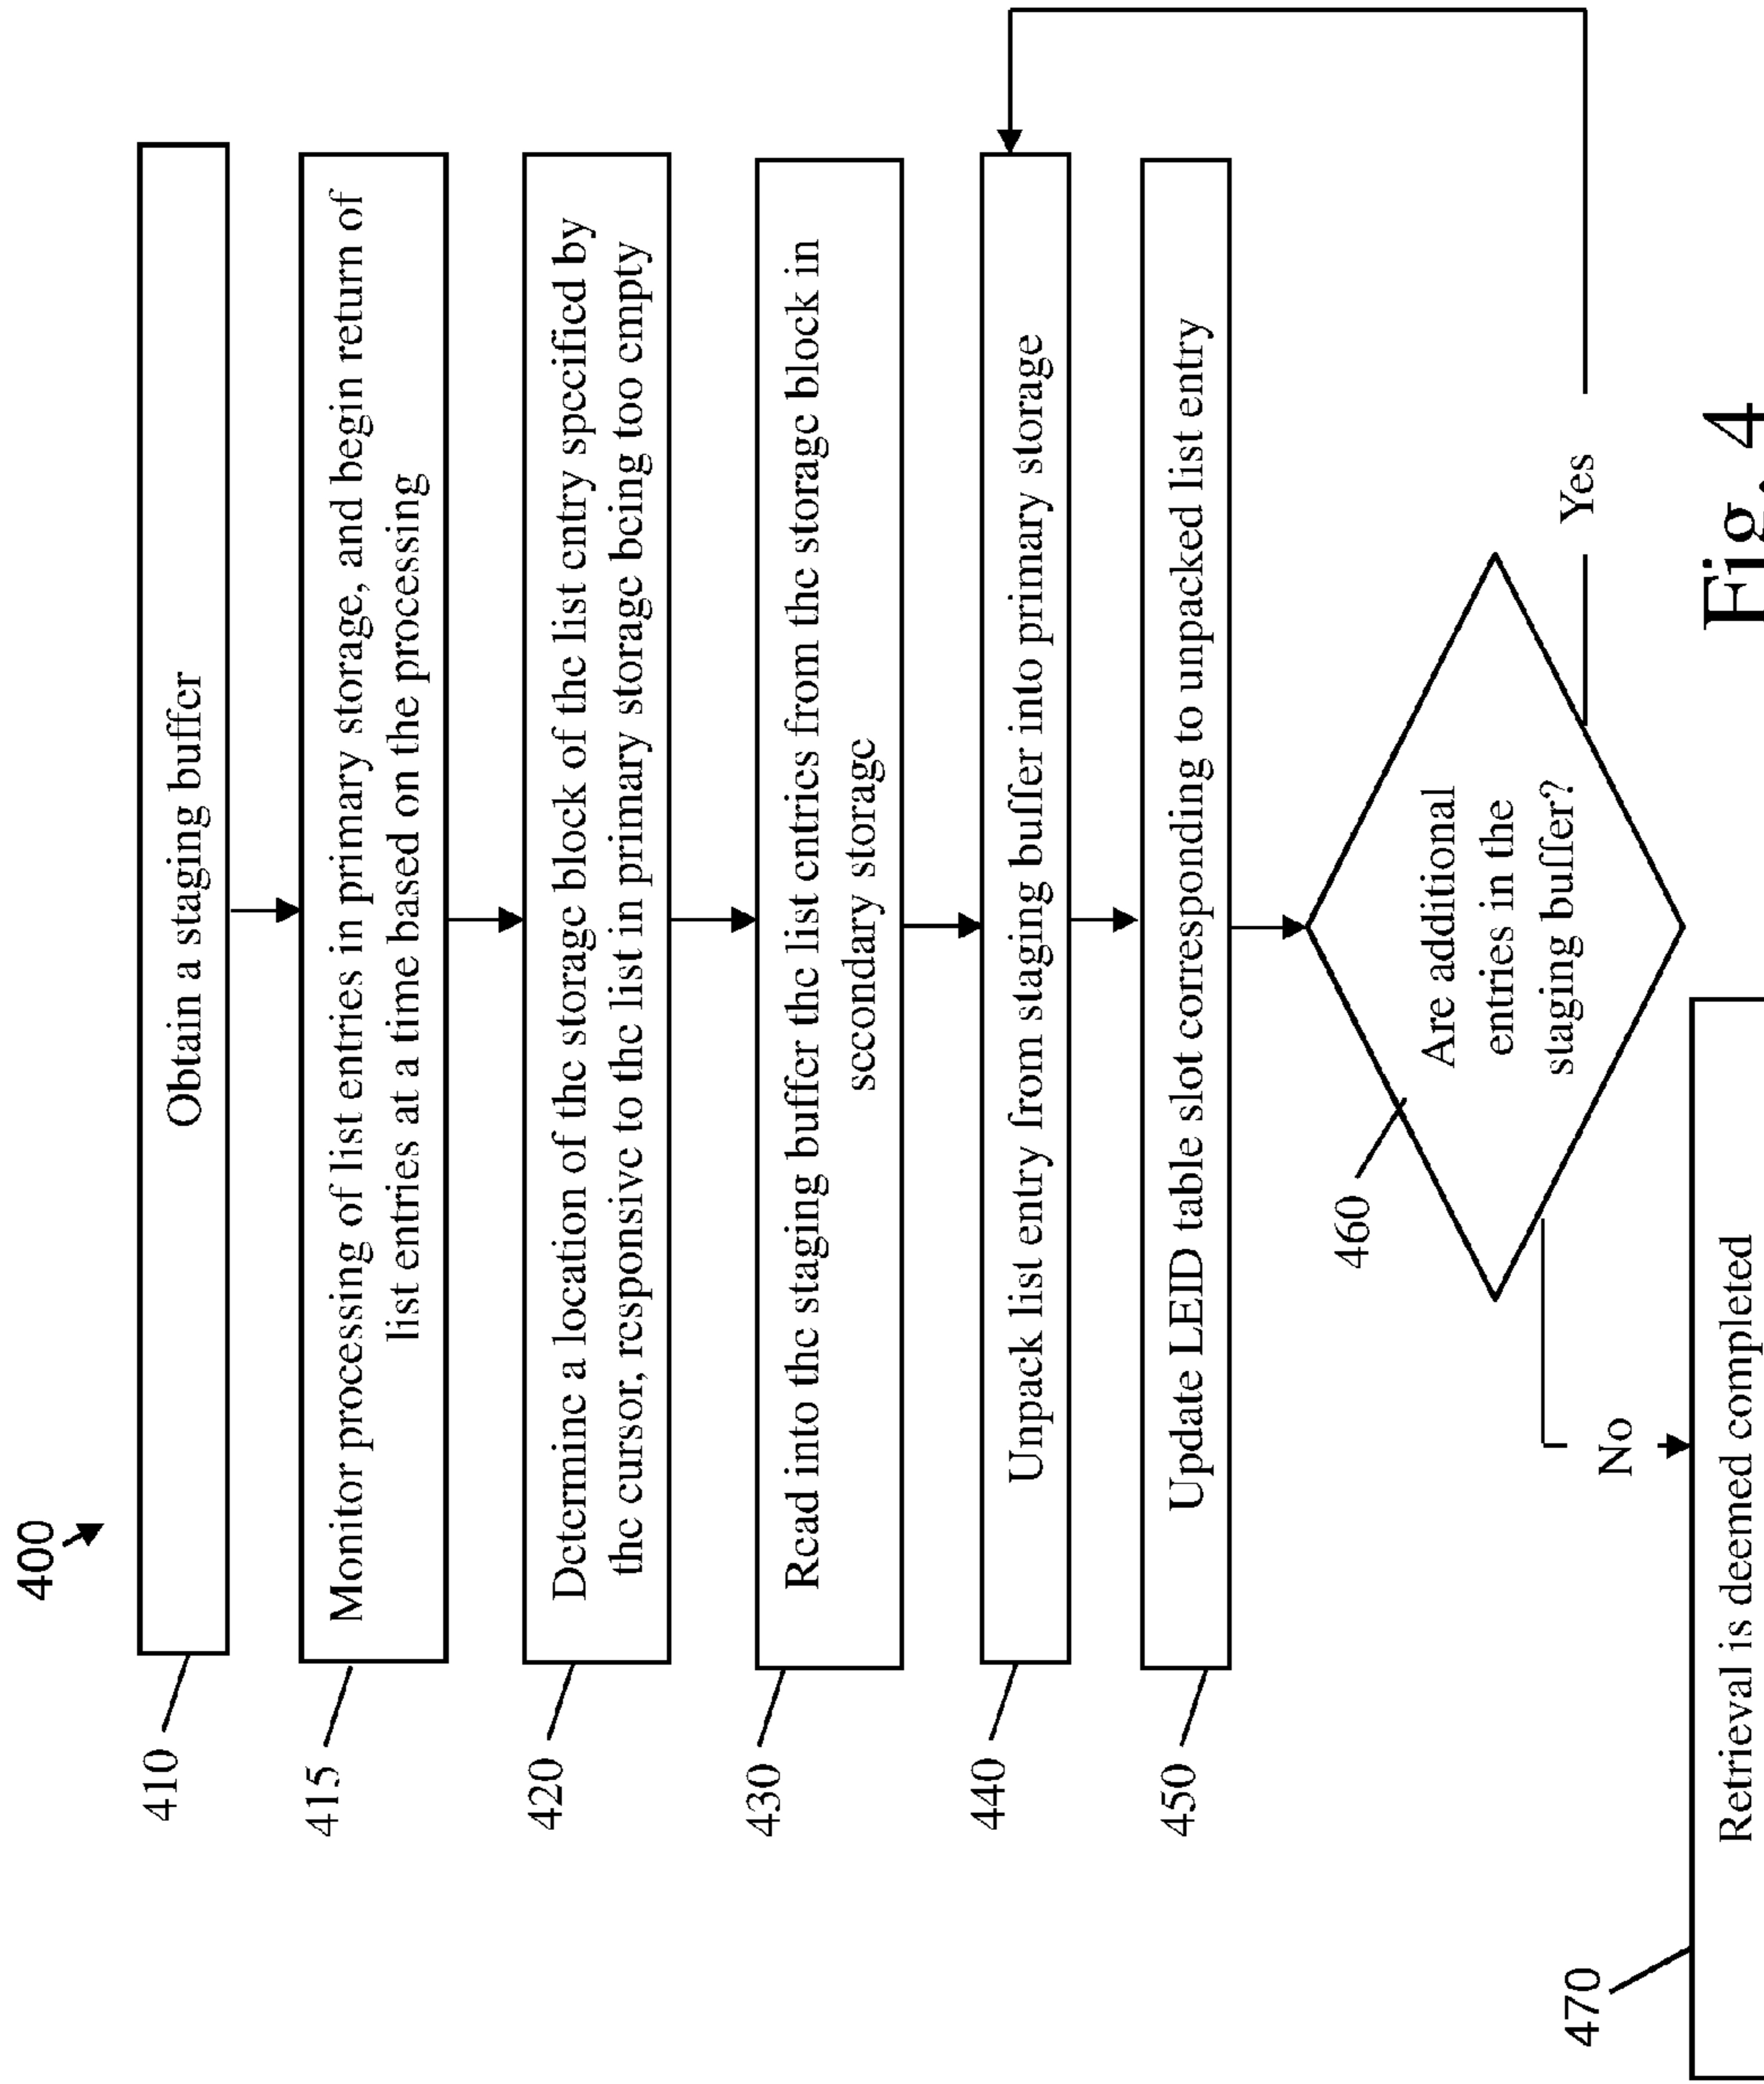 400
410
Obtain a staging buffer
415
Monitor processing of list entries in primary storage, and begin return of
list entries at a time based on the processing
420
Determine a location of the storage block of the list entry specified by
the cursor, responsive to the list in primary storage being too empty
430
Read into the staging buffer the list entries from the storage block in
secondary storage
440
Unpack list entry from staging buffer into primary storage
450
Update LEID table slot corresponding to unpacked list entry
460
Are additional
entries in the
staging buffer?
Yes
No
470
Retrieval is deemed completed
Fig. 4